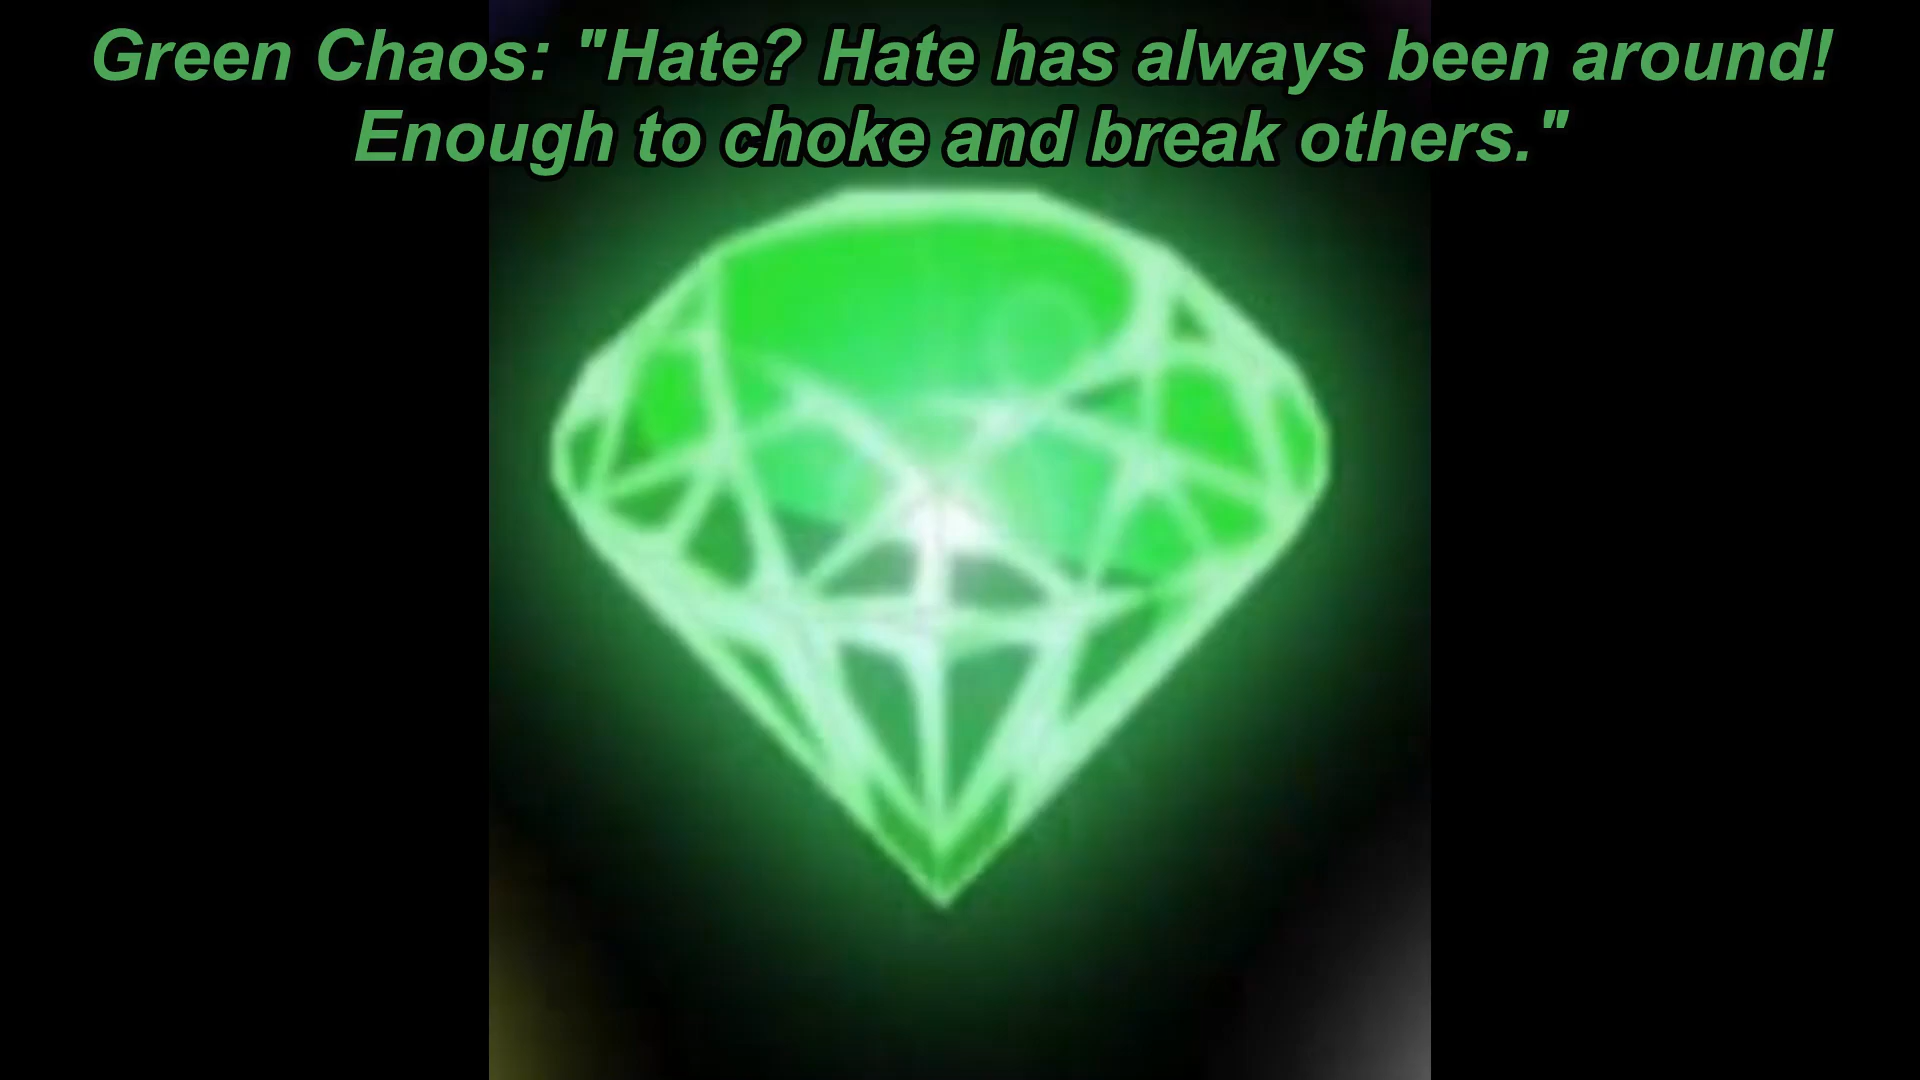 Green Chaos: "Hate? Hate has always been around!
Enough to choke and break others."